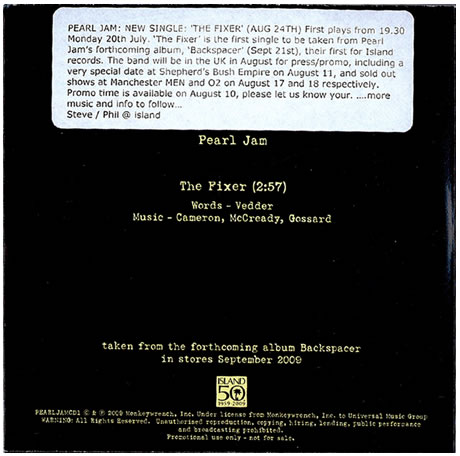 PEARL JAM: NEW SINGLE: 'THE FIXER' (AUG 24TH) First plays from 19.30
Monday 20th July. 'The Fixer' is the first single to be taken from Pearl
Jam's forthcoming album, 'Backspacer' (Sept 21st), their first for Island
records. The band will be in the UK in August for press/promo, including a
very special date at Shepherd's Bush Empire on August 11, and sold out
shows at Manchester MEN and O2 on August 17 and 18 respectively.
Promo time is available on August 10, please let us know your. ....more
music and info to follow...
Steve / Phil @ island
Pearl Jam
The Fixer (2:57)
Words - Vedder
Music - Cameron, McCready, Gossard
taken from the forthcoming album Backspacer
in stores September 2009
ISLAND
50
1959-2009
PEARLJAMCD1 © & ℗ 2009 Monkeywrench, Inc. Under license from Monkeywrench, Inc. to Universal Music Group
WARNING: All Rights Reserved. Unauthorized reproduction, copying, hiring, lending, public performance
and broadcasting prohibited.
Promotional use only - not for sale.